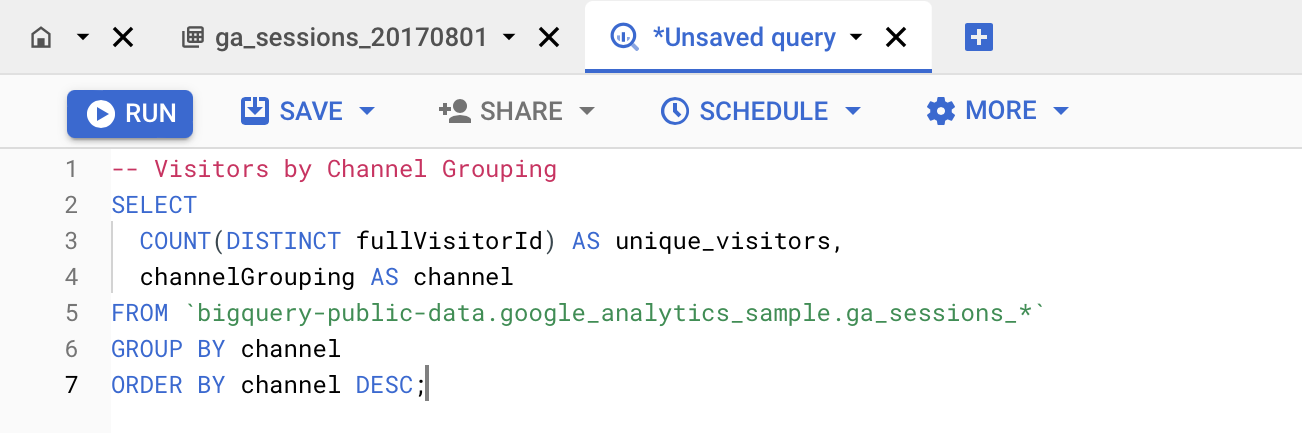 ga_sessions_20170801 *Unsaved query
RUN SAVE SHARE SCHEDULE MORE
1 -- Visitors by Channel Grouping
2 SELECT
3 COUNT(DISTINCT fullVisitorId) AS unique_visitors,
4 channelGrouping AS channel
5 FROM `bigquery-public-data.google_analytics_sample.ga_sessions_*`
6 GROUP BY channel
7 ORDER BY channel DESC;